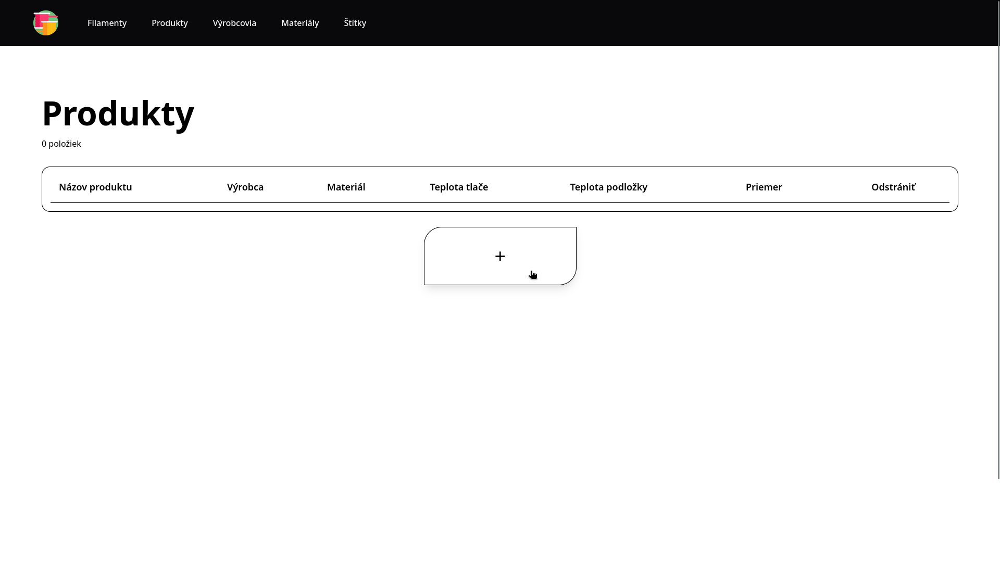 Filamenty Produkty Výrobcovia Materiály Štítky
Produkty
0 položiek
Názov produktu Výrobca Materiál Teplota tlače Teplota podložky Priemer Odstrániť
+